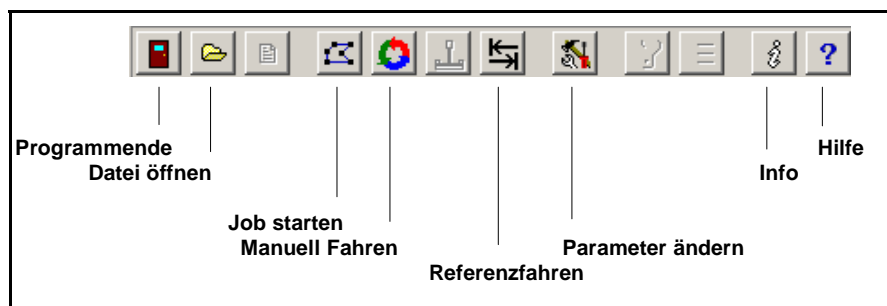 ?
Programmende
Hilfe
Datei öffnen
Info
Job starten
Manuell Fahren
Parameter ändern
Referenzfahren